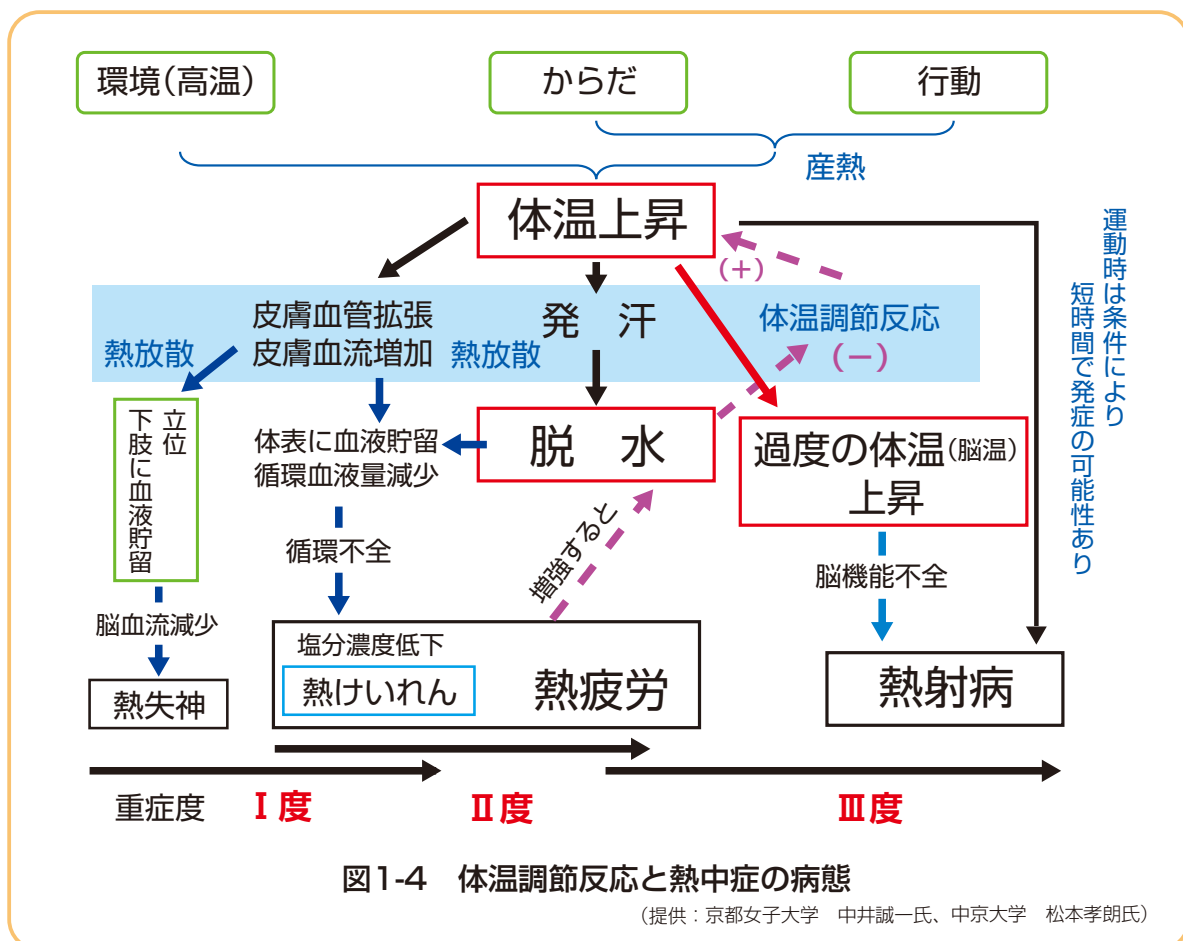 環境(高温)
からだ
行動
産熱
体温上昇
(+)
運動時は条件により
短時間で発症の可能性あり
熱放散
皮膚血管拡張
皮膚血流増加
熱放散
発 汗
体温調節反応
(−)
立位
下肢に血液貯留
体表に血液貯留
循環血液量減少
脱 水
過度の体温(脳温)
上昇
循環不全
増強すると
脳機能不全
脳血流減少
塩分濃度低下
熱けいれん
熱疲労
熱射病
熱失神
重症度
Ⅰ度
Ⅱ度
Ⅲ度
図1-4 体温調節反応と熱中症の病態
(提供：京都女子大学 中井誠一氏、中京大学 松本孝朗氏)